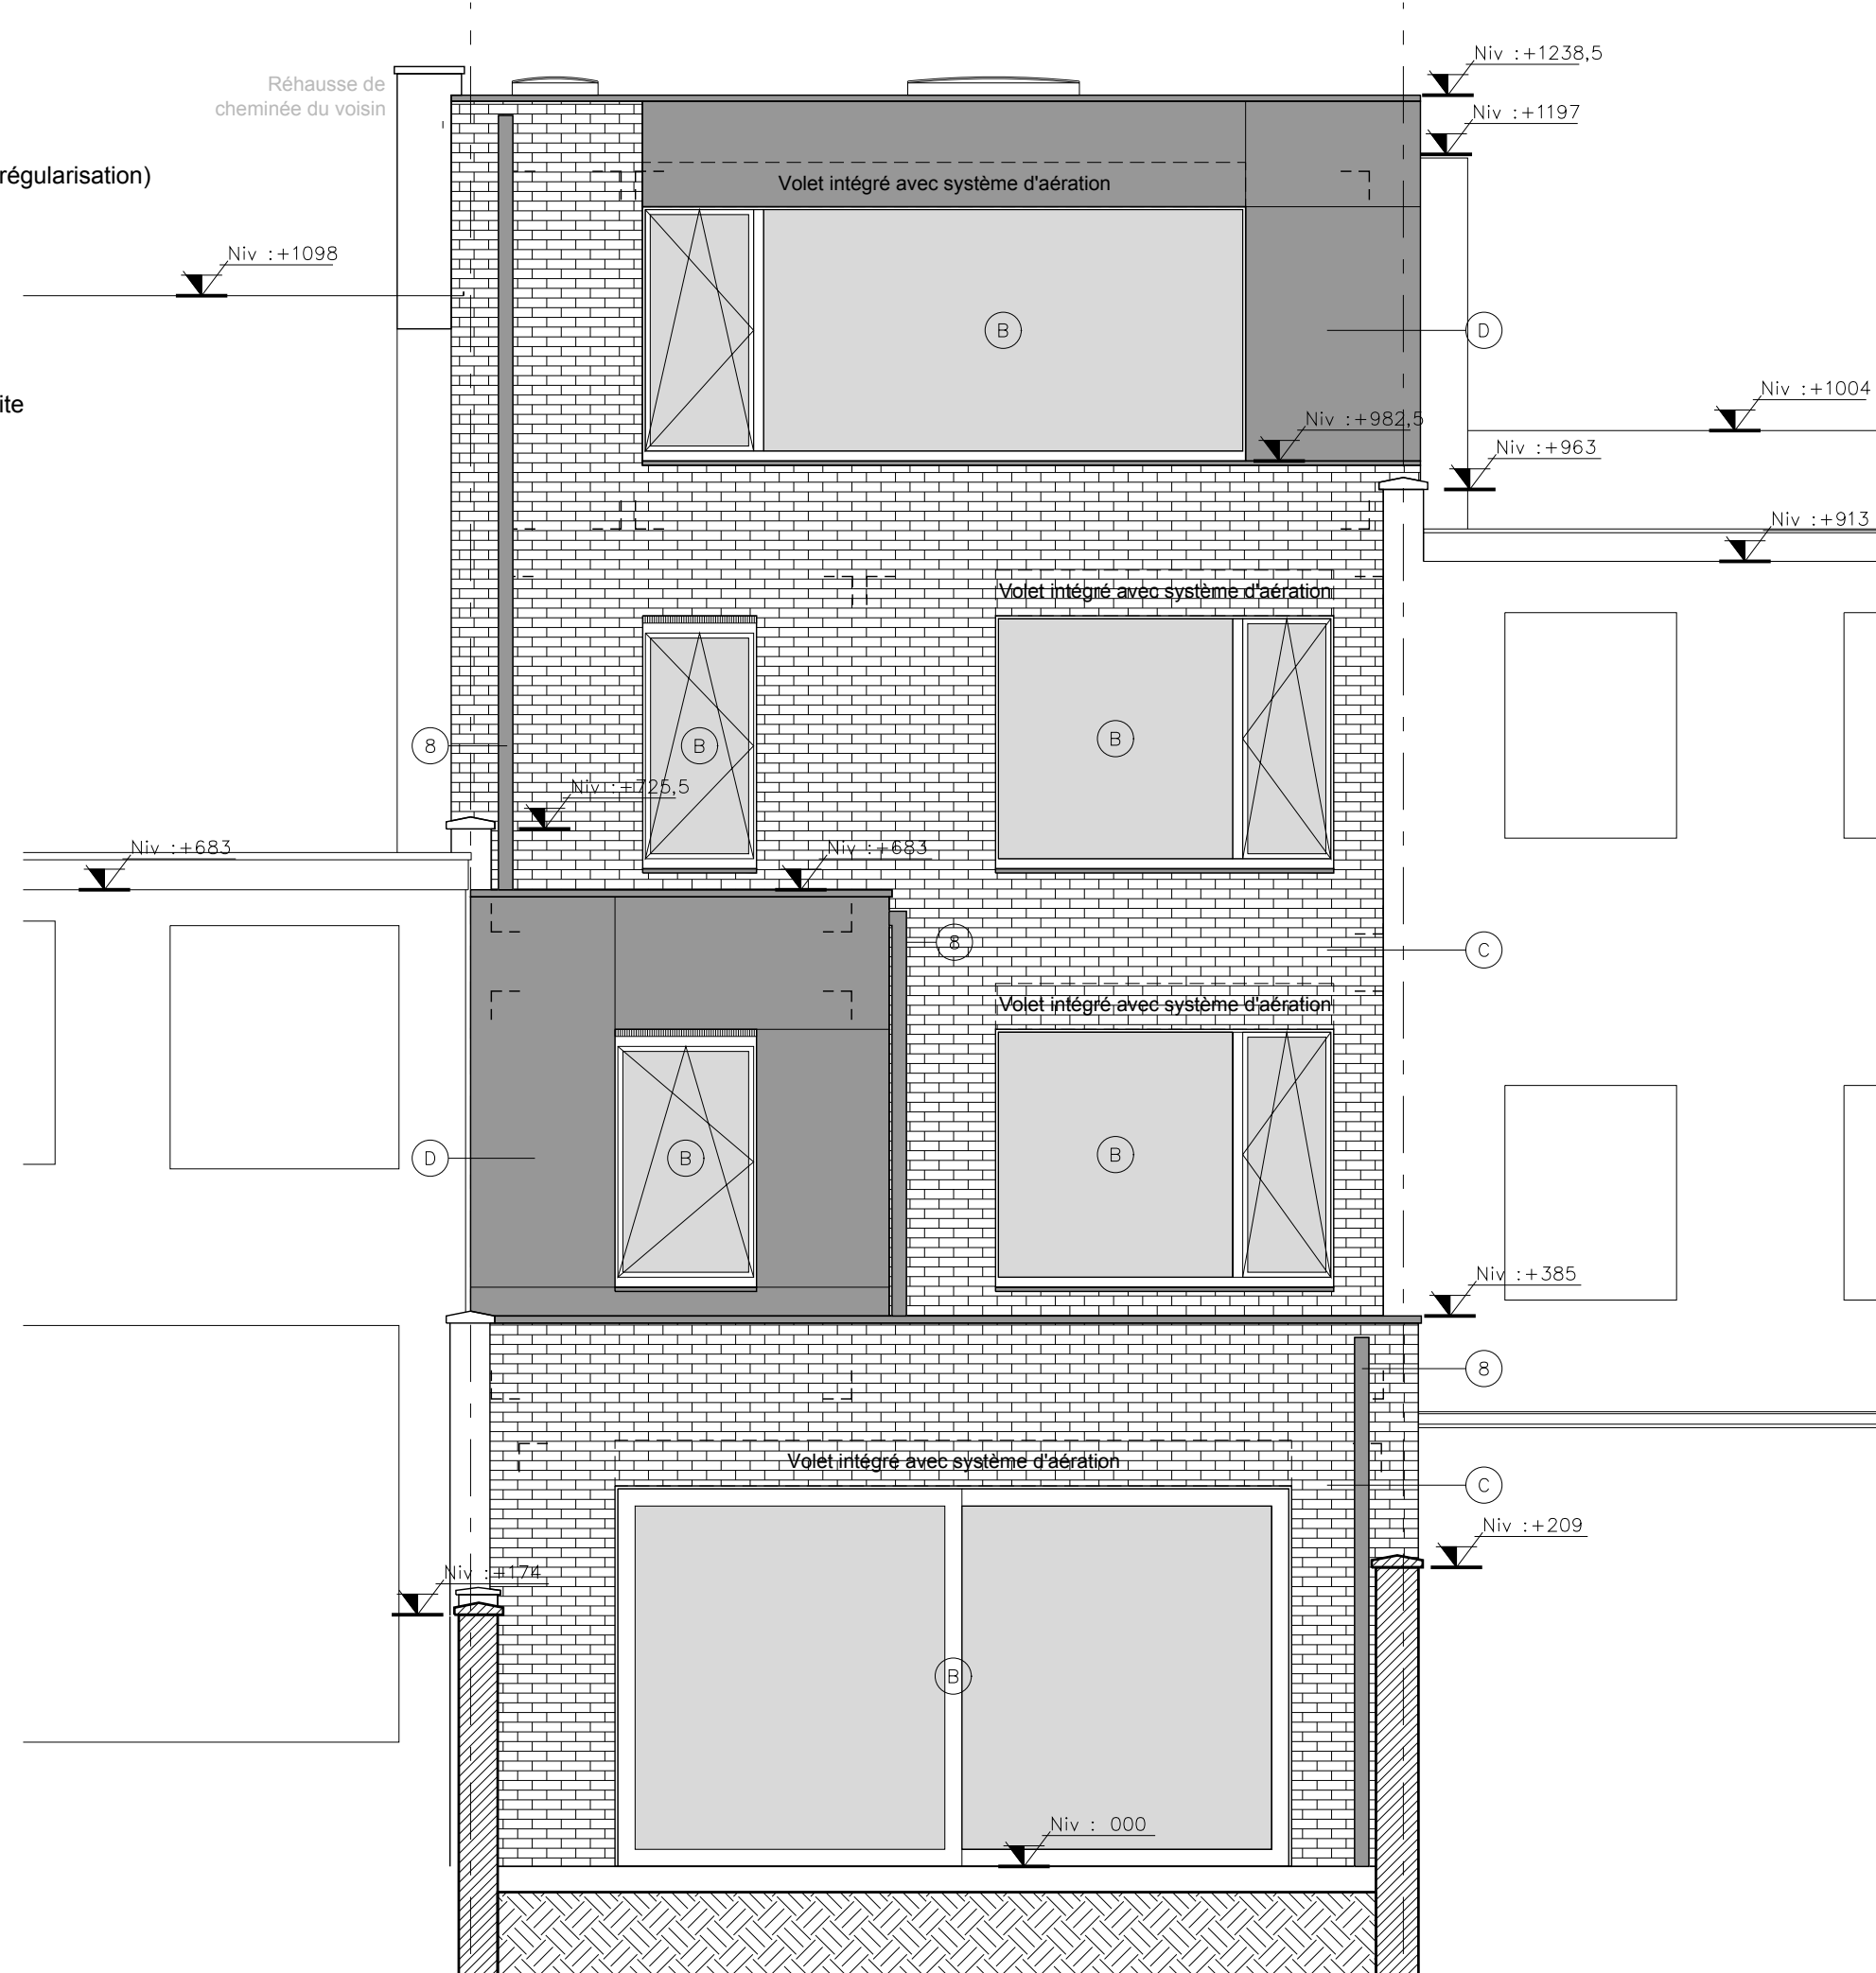 Niv :+1238,5
Réhausse de
cheminée du voisin
Niv :+1197
régularisation)
Volet intégré avec système d'aération
Niv :+1098
B
D
Niv :+1004
ite
Niv :+982,5
Niv :+963
Niv :+913
Volet intégré avec système d'aération
8
B
B
Niv :+725,5
Niv :+683
Niv :+683
8
C
Volet intégré avec système d'aération
D
B
B
Niv :+385
8
Volet intégré avec système d'aération
C
Niv :+209
Niv :+174
B
Niv : 000